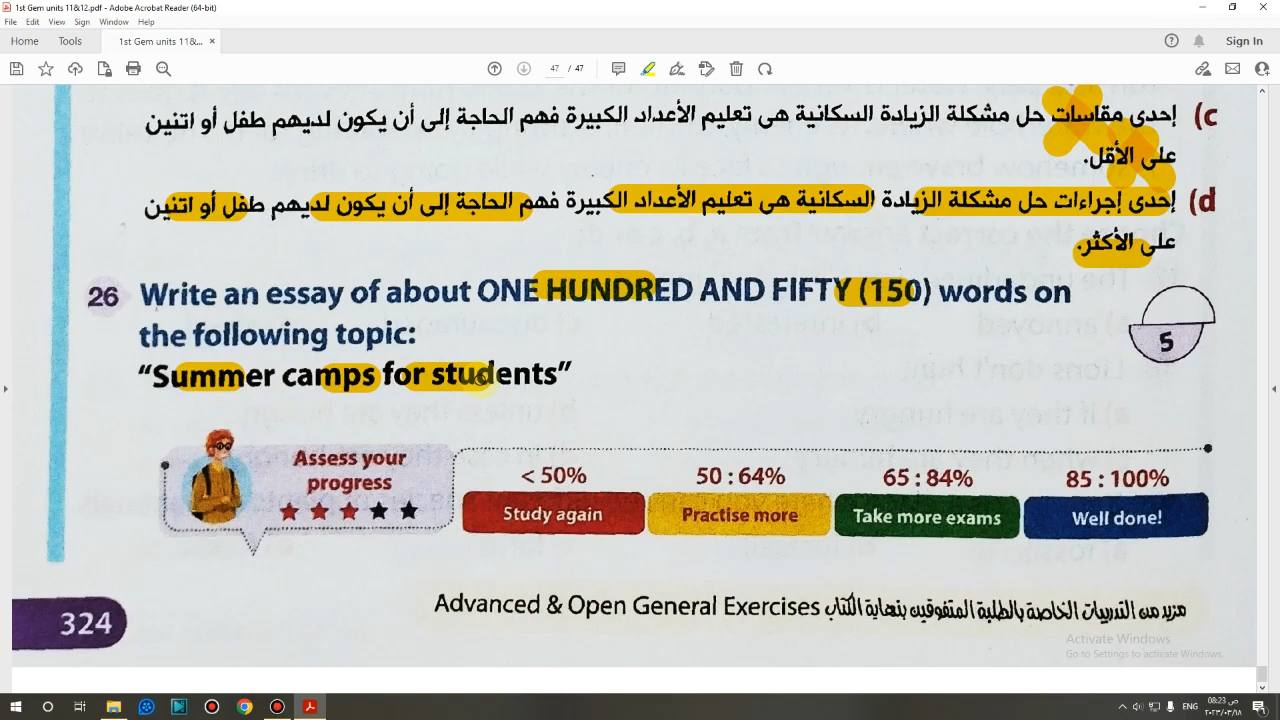 1st Gem units 11&12.pdf - Adobe Acrobat Reader (64-bit)
File Edit View Sign Window Help
Home Tools 1st Gem units 11&... × Sign In
47 / 47
c) إحدى مقاسات حل مشكلة الزيادة السكانية هى تعليم الأعداد الكبيرة فهم الحاجة إلى أن يكون لديهم طفل أو اتنين
على الأقل.
d) إحدى إجراءات حل مشكلة الزيادة السكانية هى تعليم الأعداد الكبيرة فهم الحاجة إلى أن يكون لديهم طفل أو اتنين
على الأكثر.
26 Write an essay of about ONE HUNDRED AND FIFTY (150) words on
the following topic:
5
“Summer camps for students”
Assess your
progress
< 50% 50 : 64% 65 : 84% 85 : 100%
Study again Practise more Take more exams Well done!
مزيد من التدريبات الخاصة بالطلبة المتفوقين بنهاية الكتاب Advanced & Open General Exercises
324
Activate Windows
Go to Settings to activate Windows.
ENG
08:23 ص
٢٠٢٣/٠٣/١٨